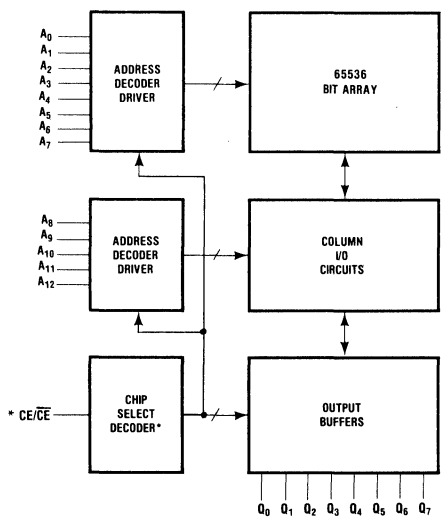 A0
A1
A2
A3
A4
A5
A6
A7
ADDRESS
DECODER
DRIVER
65536
BIT ARRAY
A8
A9
A10
A11
A12
ADDRESS
DECODER
DRIVER
COLUMN
I/O
CIRCUITS
* CE/C̅E̅
CHIP
SELECT
DECODER*
OUTPUT
BUFFERS
Q0 Q1 Q2 Q3 Q4 Q5 Q6 Q7